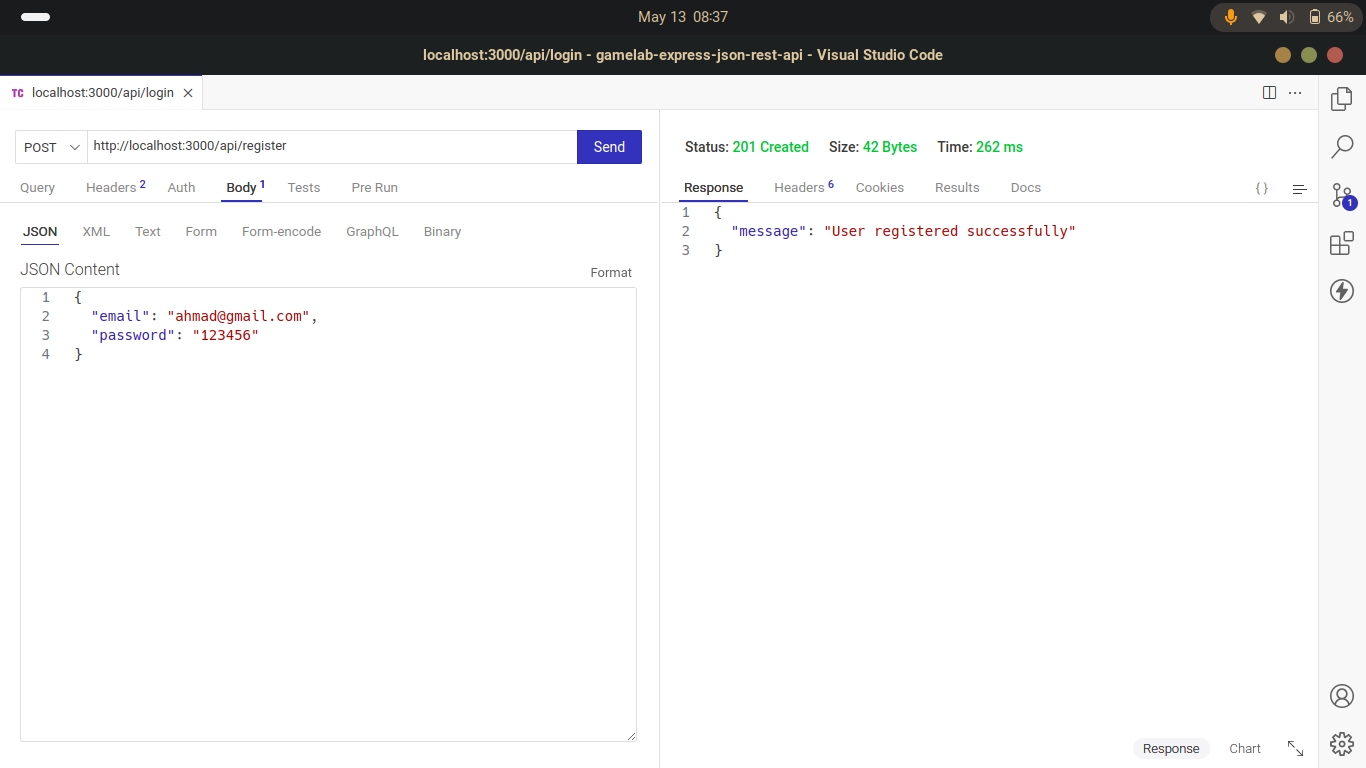 May 13 08:37
66%
localhost:3000/api/login - gamelab-express-json-rest-api - Visual Studio Code
TC localhost:3000/api/login
POST http://localhost:3000/api/register Send
Query Headers 2 Auth Body 1 Tests Pre Run
JSON XML Text Form Form-encode GraphQL Binary
JSON Content
Format
1 {
2 "email": "ahmad@gmail.com",
3 "password": "123456"
4 }
Status: 201 Created Size: 42 Bytes Time: 262 ms
Response Headers 6 Cookies Results Docs { }
1 {
2 "message": "User registered successfully"
3 }
Response Chart
1